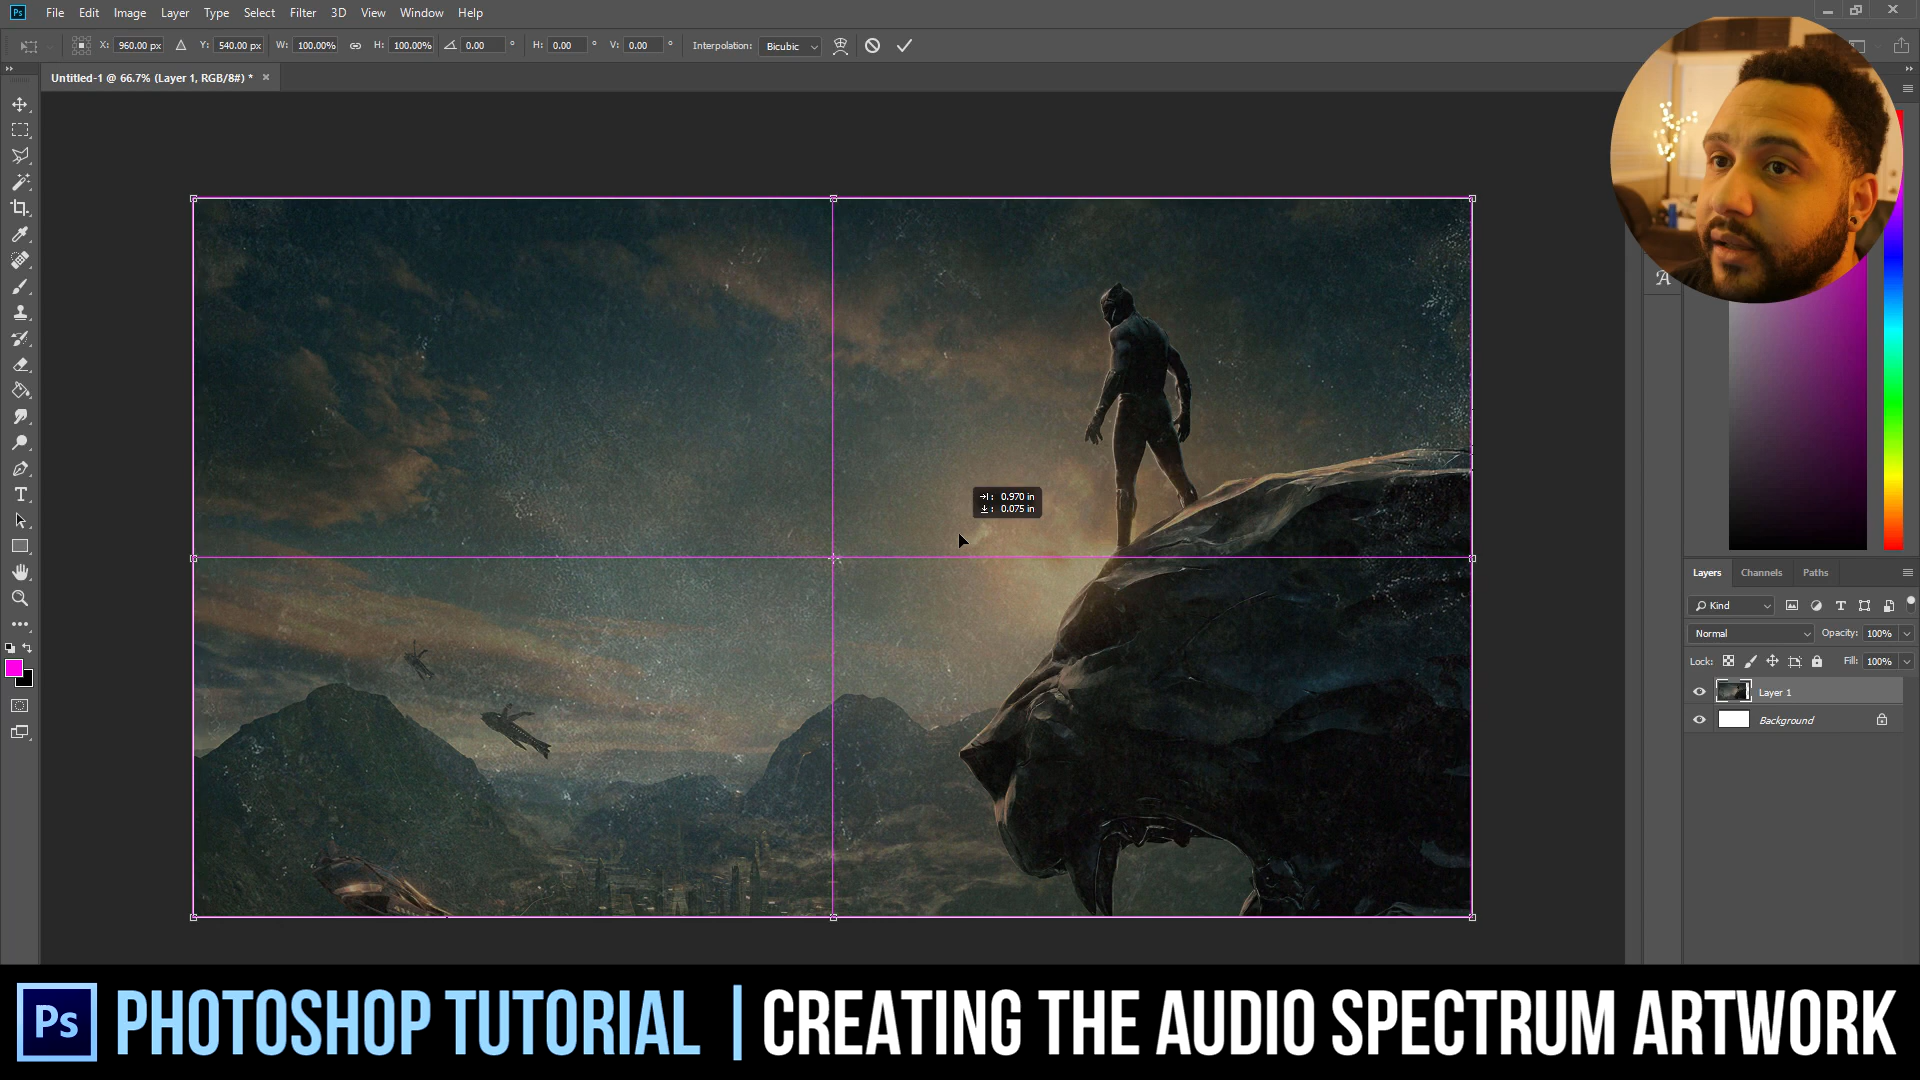 Ps File Edit Image Layer Type Select Filter 3D View Window Help
X: 960.00 px Y: 540.00 px W: 100.00% H: 100.00% 0.00 ° H: 0.00 ° V: 0.00 ° Interpolation: Bicubic
Untitled-1 @ 66.7% (Layer 1, RGB/8#) * ×
: 0.970 in
: 0.075 in
Layers Channels Paths
Kind
Normal Opacity: 100%
Lock: Fill: 100%
Layer 1
Background
Ps PHOTOSHOP TUTORIAL | CREATING THE AUDIO SPECTRUM ARTWORK